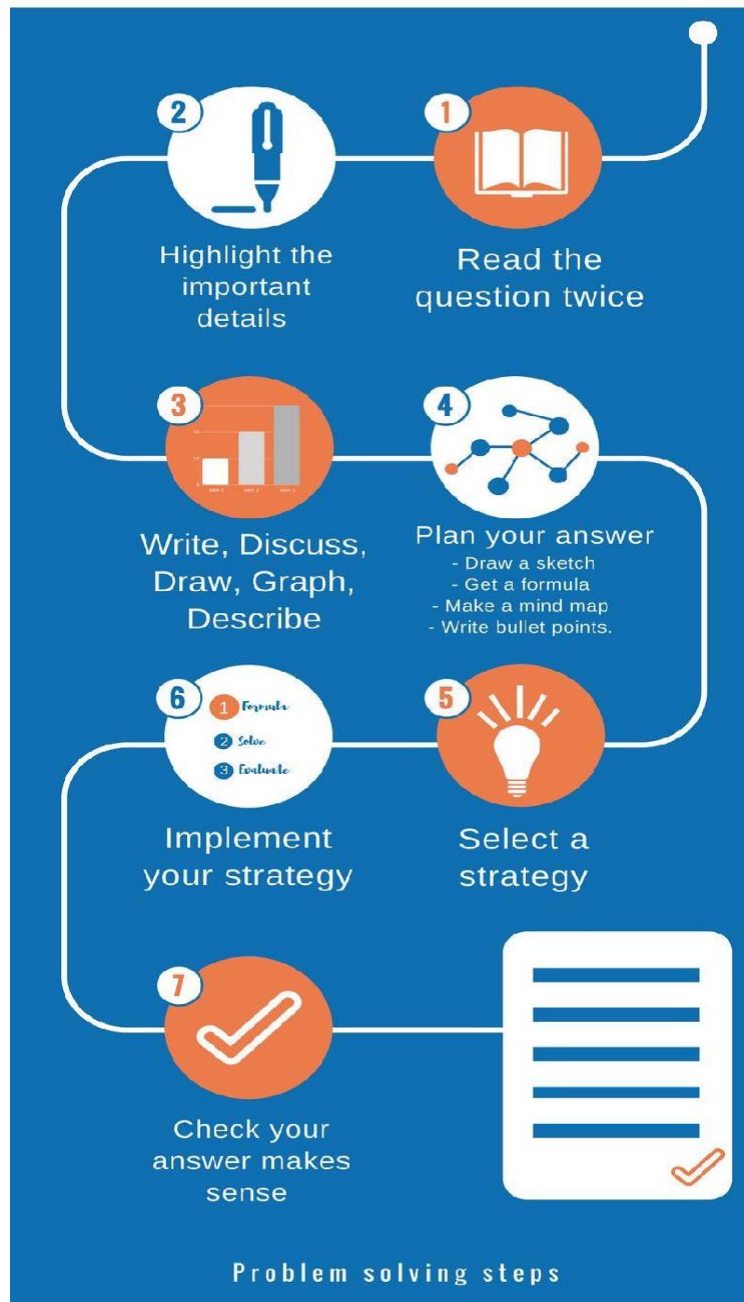 1
Read the
question twice
2
Highlight the
important
details
3
Write, Discuss,
Draw, Graph,
Describe
4
Plan your answer
- Draw a sketch
- Get a formula
- Make a mind map
- Write bullet points.
5
Select a
strategy
6
1 Formula
2 Solve
3 Evaluate
Implement
your strategy
7
Check your
answer makes
sense
Problem solving steps